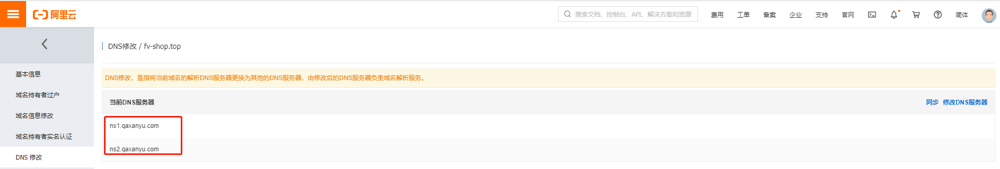 阿里云
搜索文档、控制台、API、解决方案和资源
费用
工单
备案
企业
支持
官网
简体
DNS修改 / fv-shop.top
基本信息
域名持有者过户
域名信息修改
域名持有者实名认证
DNS 修改
DNS修改，是指将当前域名的解析DNS服务器更换为其他的DNS服务器，由修改后的DNS服务器负责域名解析服务。
当前DNS服务器
同步 修改DNS服务器
ns1.qaxanyu.com
ns2.qaxanyu.com